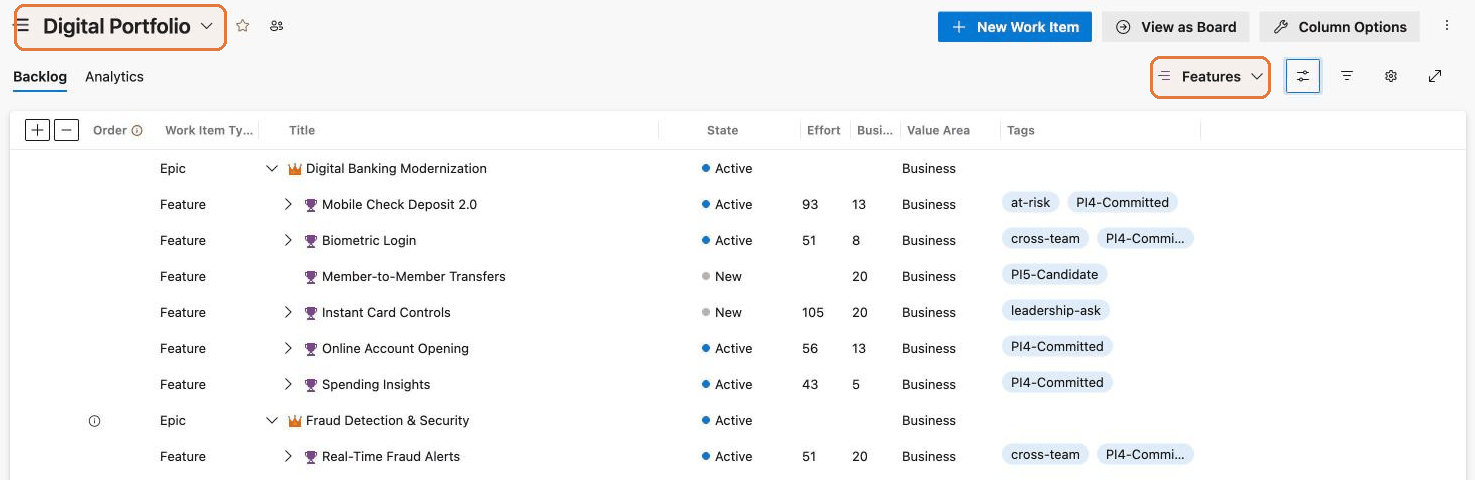 Digital Portfolio
New Work Item View as Board Column Options
Backlog Analytics Features
Order Work Item Ty... Title State Effort Busi... Value Area Tags
Epic Digital Banking Modernization Active Business
Feature Mobile Check Deposit 2.0 Active 93 13 Business at-risk PI4-Committed
Feature Biometric Login Active 51 8 Business cross-team PI4-Commi...
Feature Member-to-Member Transfers New 20 Business PI5-Candidate
Feature Instant Card Controls New 105 20 Business leadership-ask
Feature Online Account Opening Active 56 13 Business PI4-Committed
Feature Spending Insights Active 43 5 Business PI4-Committed
Epic Fraud Detection & Security Active Business
Feature Real-Time Fraud Alerts Active 51 20 Business cross-team PI4-Commi...